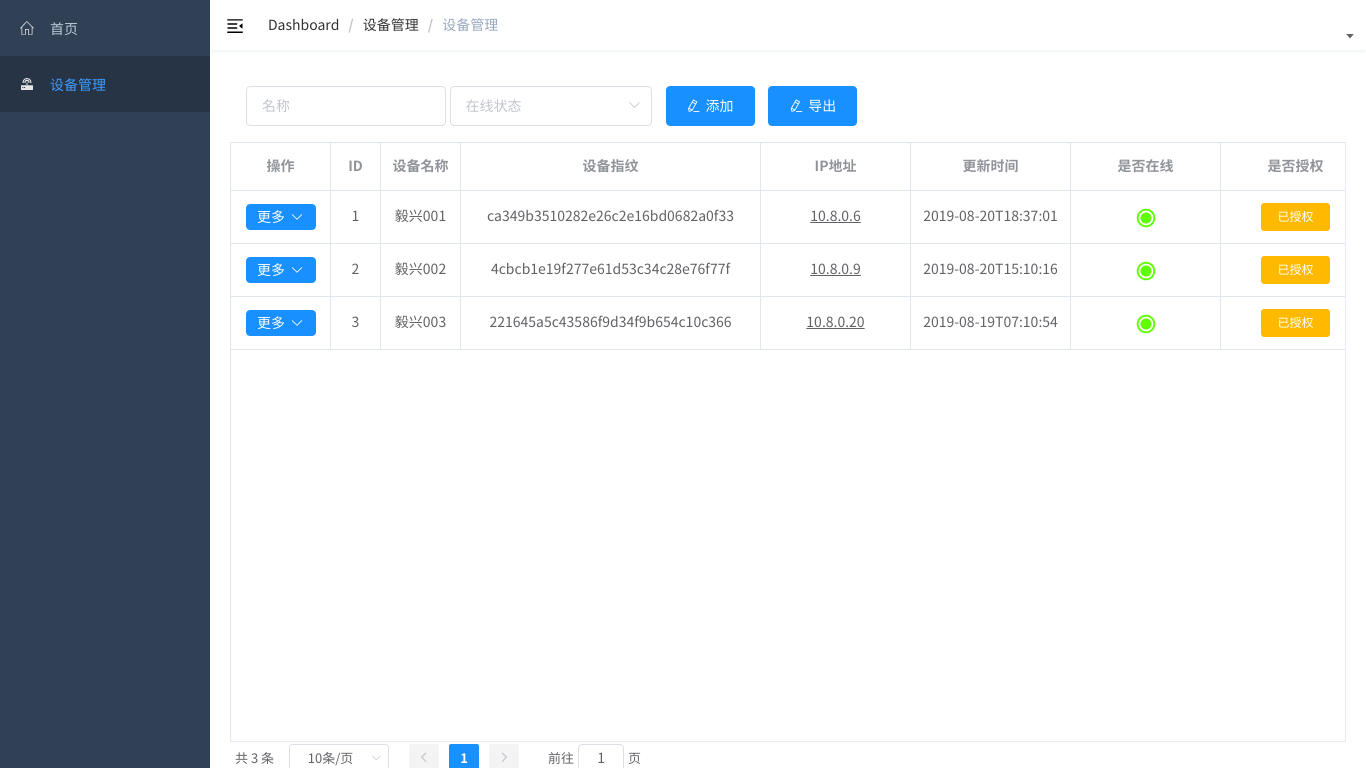 首页
设备管理
Dashboard / 设备管理 / 设备管理
名称 在线状态 添加 导出
操作 ID 设备名称 设备指纹 IP地址 更新时间 是否在线 是否授权
更多 1 毅兴001 ca349b3510282e26c2e16bd0682a0f33 10.8.0.6 2019-08-20T18:37:01 已授权
更多 2 毅兴002 4cbcb1e19f277e61d53c34c28e76f77f 10.8.0.9 2019-08-20T15:10:16 已授权
更多 3 毅兴003 221645a5c43586f9d34f9b654c10c366 10.8.0.20 2019-08-19T07:10:54 已授权
共 3 条 10条/页 1 前往 1 页